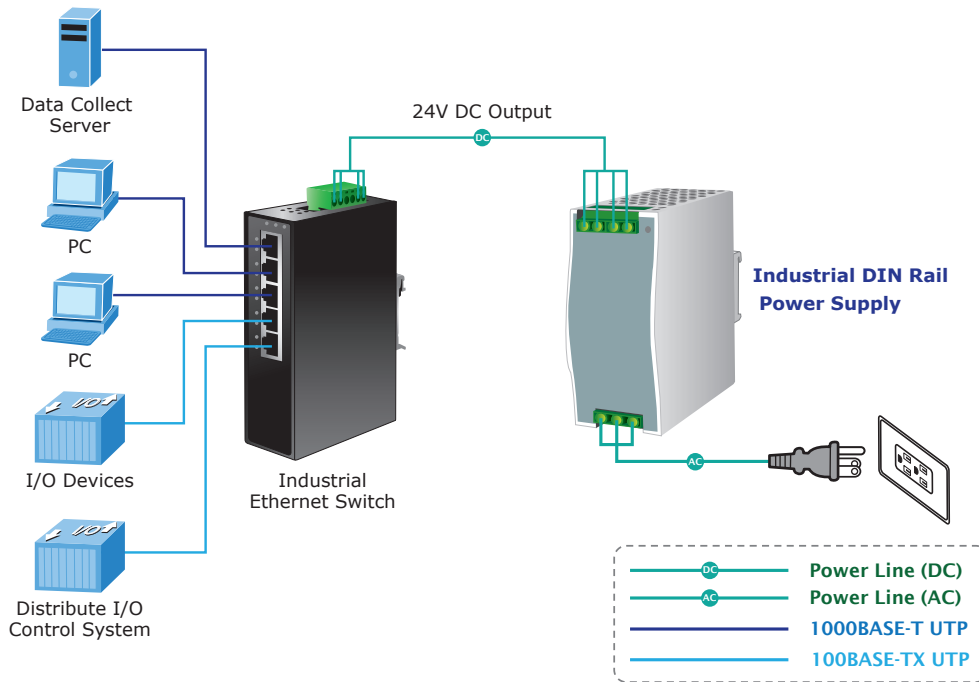 Data Collect
Server
24V DC Output
DC
PC
Industrial DIN Rail
Power Supply
PC
I/O
I/O Devices
AC
Industrial
Ethernet Switch
I/O
Distribute I/O
Control System
DC
Power Line (DC)
AC
Power Line (AC)
1000BASE-T UTP
100BASE-TX UTP